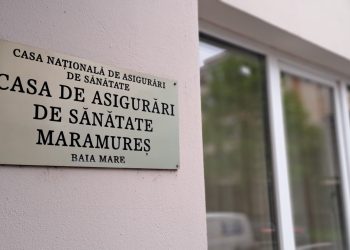 CASA NAȚIONALĂ DE ASIGURĂRI
DE SĂNĂTATE
CASA DE ASIGURĂRI
DE SĂNĂTATE
MARAMUREȘ
BAIA MARE